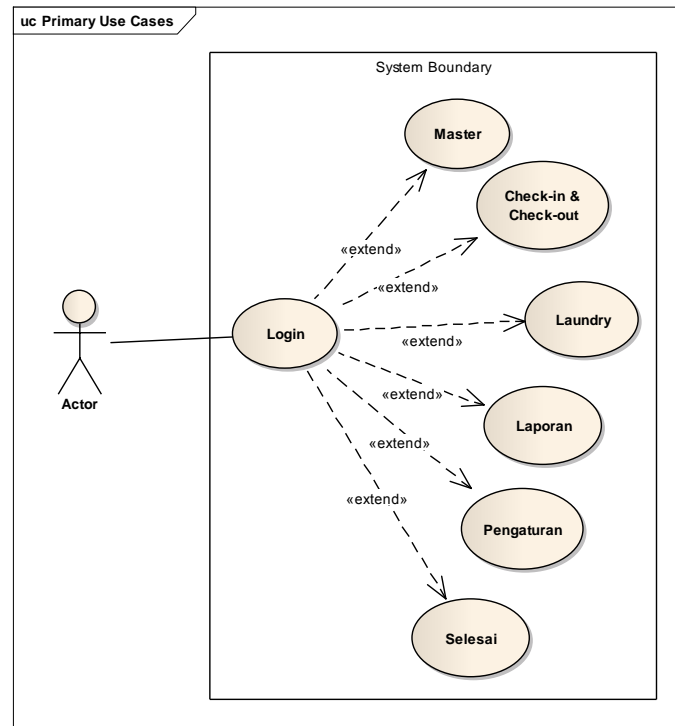 uc Primary Use Cases
System Boundary
Master
Check-in &
Check-out
«extend»
«extend»
Login
Laundry
«extend»
Actor
«extend»
Laporan
«extend»
«extend»
Pengaturan
Selesai